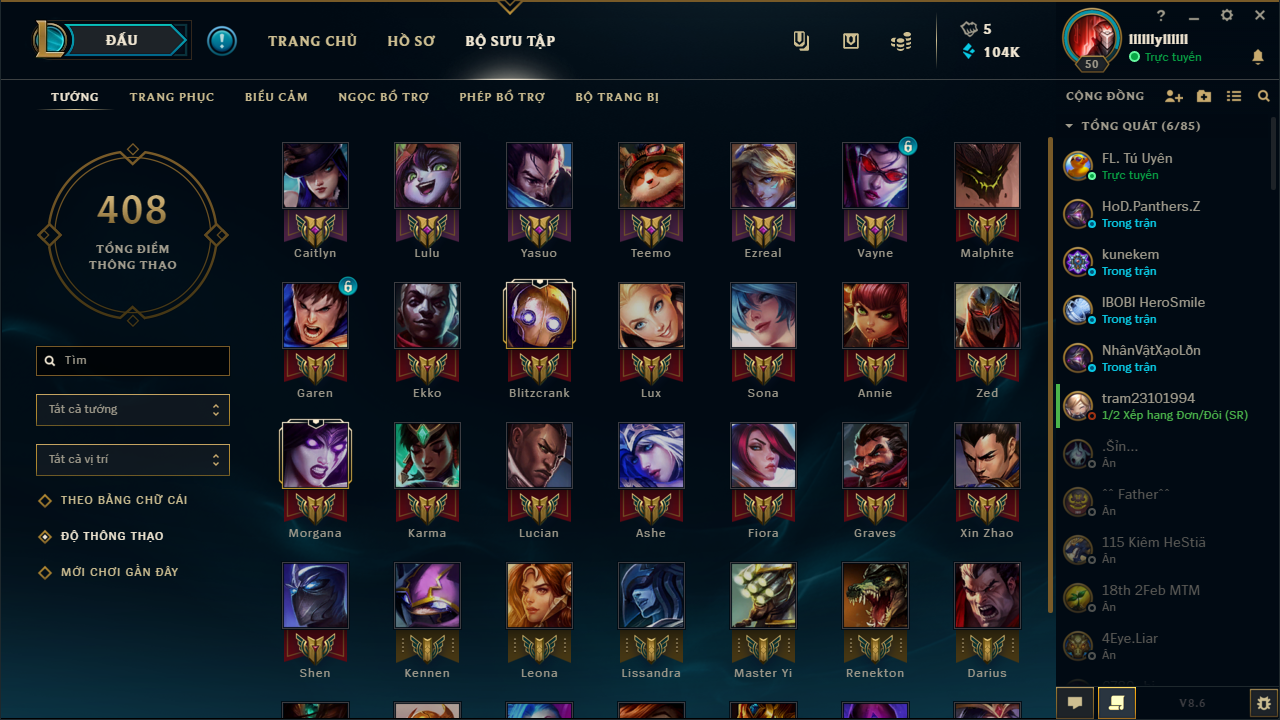 ĐẤU
TRANG CHỦ
HỒ SƠ
BỘ SƯU TẬP
5
104K
50
llllllyllllll
Trực tuyến
TƯỚNG
TRANG PHỤC
BIỂU CẢM
NGỌC BỔ TRỢ
PHÉP BỔ TRỢ
BỘ TRANG BỊ
408
TỔNG ĐIỂM
THÔNG THẠO
Tìm
Tất cả tướng
Tất cả vị trí
THEO BẢNG CHỮ CÁI
ĐỘ THÔNG THẠO
MỚI CHƠI GẦN ĐÂY
6
Caitlyn
Lulu
Yasuo
Teemo
Ezreal
Vayne
Malphite
6
Garen
Ekko
Blitzcrank
Lux
Sona
Annie
Zed
Morgana
Karma
Lucian
Ashe
Fiora
Graves
Xin Zhao
Shen
Kennen
Leona
Lissandra
Master Yi
Renekton
Darius
CỘNG ĐỒNG
TỔNG QUÁT (6/85)
FL. Tú Uyên
Trực tuyến
HoD.Panthers.Z
Trong trận
kunekem
Trong trận
IBOBI HeroSmile
Trong trận
NhânVậtXạoLồn
Trong trận
tram23101994
1/2 Xếp hạng Đơn/Đôi (SR)
.Šỉn...
Ẩn
ˆˆ Fatherˆˆ
Ẩn
115 Kiêm HeStiă
Ẩn
18th 2Feb MTM
Ẩn
4Eye.Liar
Ẩn
V8.6